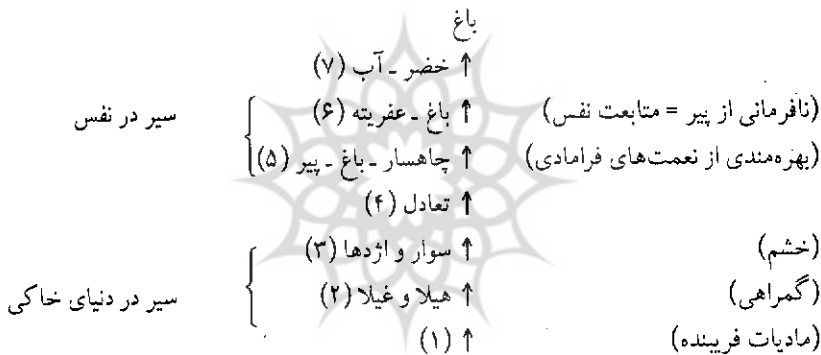 باغ
↑ خضر ـ آب (۷)
(نافرمانی از پیر = متابعت نفس) ↑ باغ ـ عفریته (۶) سیر در نفس
(بهره‌مندی از نعمت‌های فرامادی) ↑ چاهسار ـ باغ ـ پیر (۵)
↑ تعادل (۴)
(خشم) ↑ سوار و اژدها (۳)
(گمراهی) ↑ هیلا و غیلا (۲) سیر در دنیای خاکی
(مادیات فریبنده) ↑ (۱)